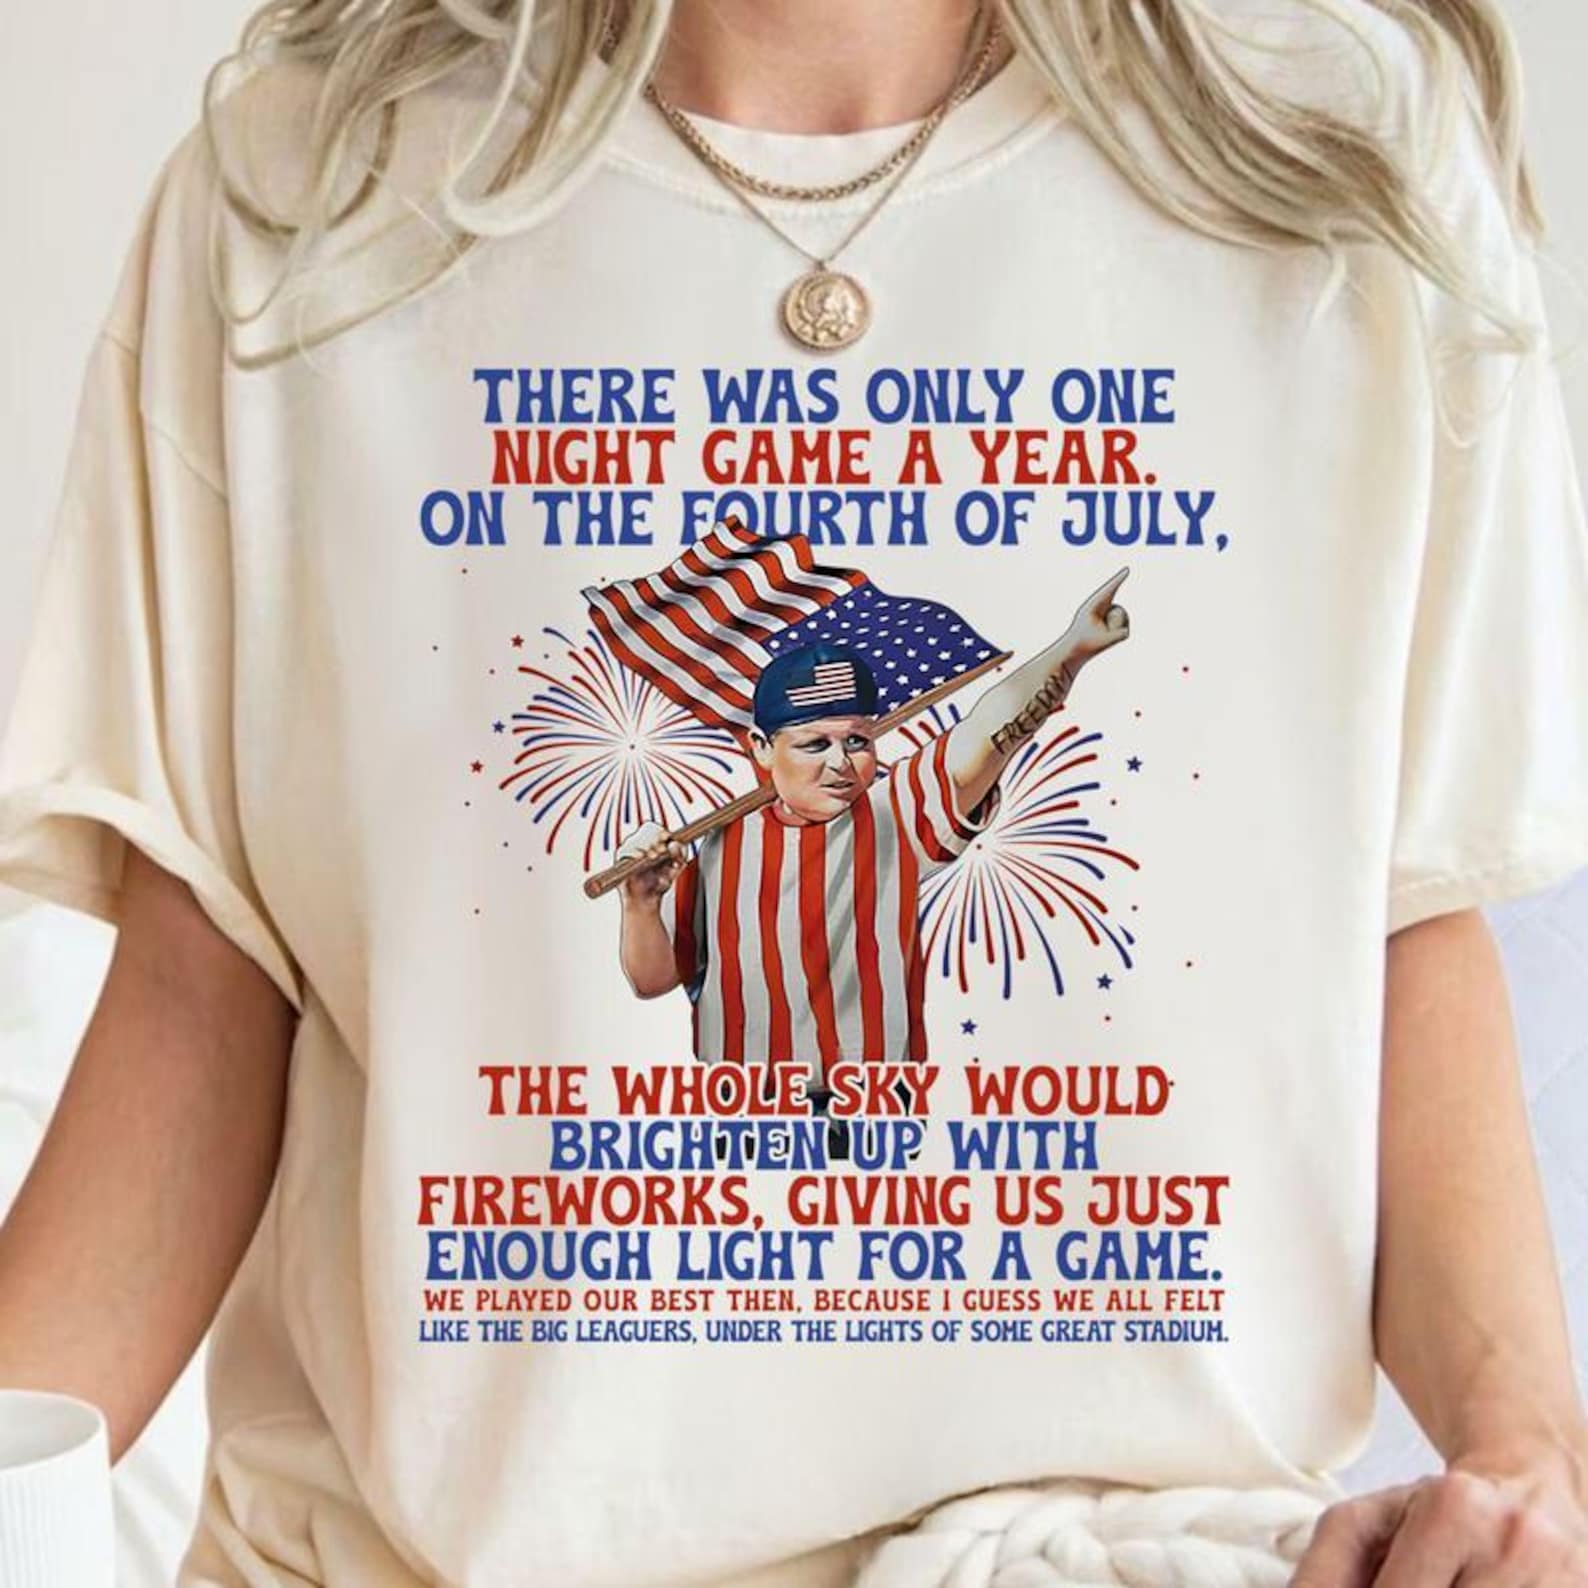 THERE WAS ONLY ONE
NIGHT GAME A YEAR.
ON THE FOURTH OF JULY,
FREEDOM
THE WHOLE SKY WOULD
BRIGHTEN UP WITH
FIREWORKS, GIVING US JUST
ENOUGH LIGHT FOR A GAME.
WE PLAYED OUR BEST THEN, BECAUSE I GUESS WE ALL FELT
LIKE THE BIG LEAGUERS, UNDER THE LIGHTS OF SOME GREAT STADIUM.